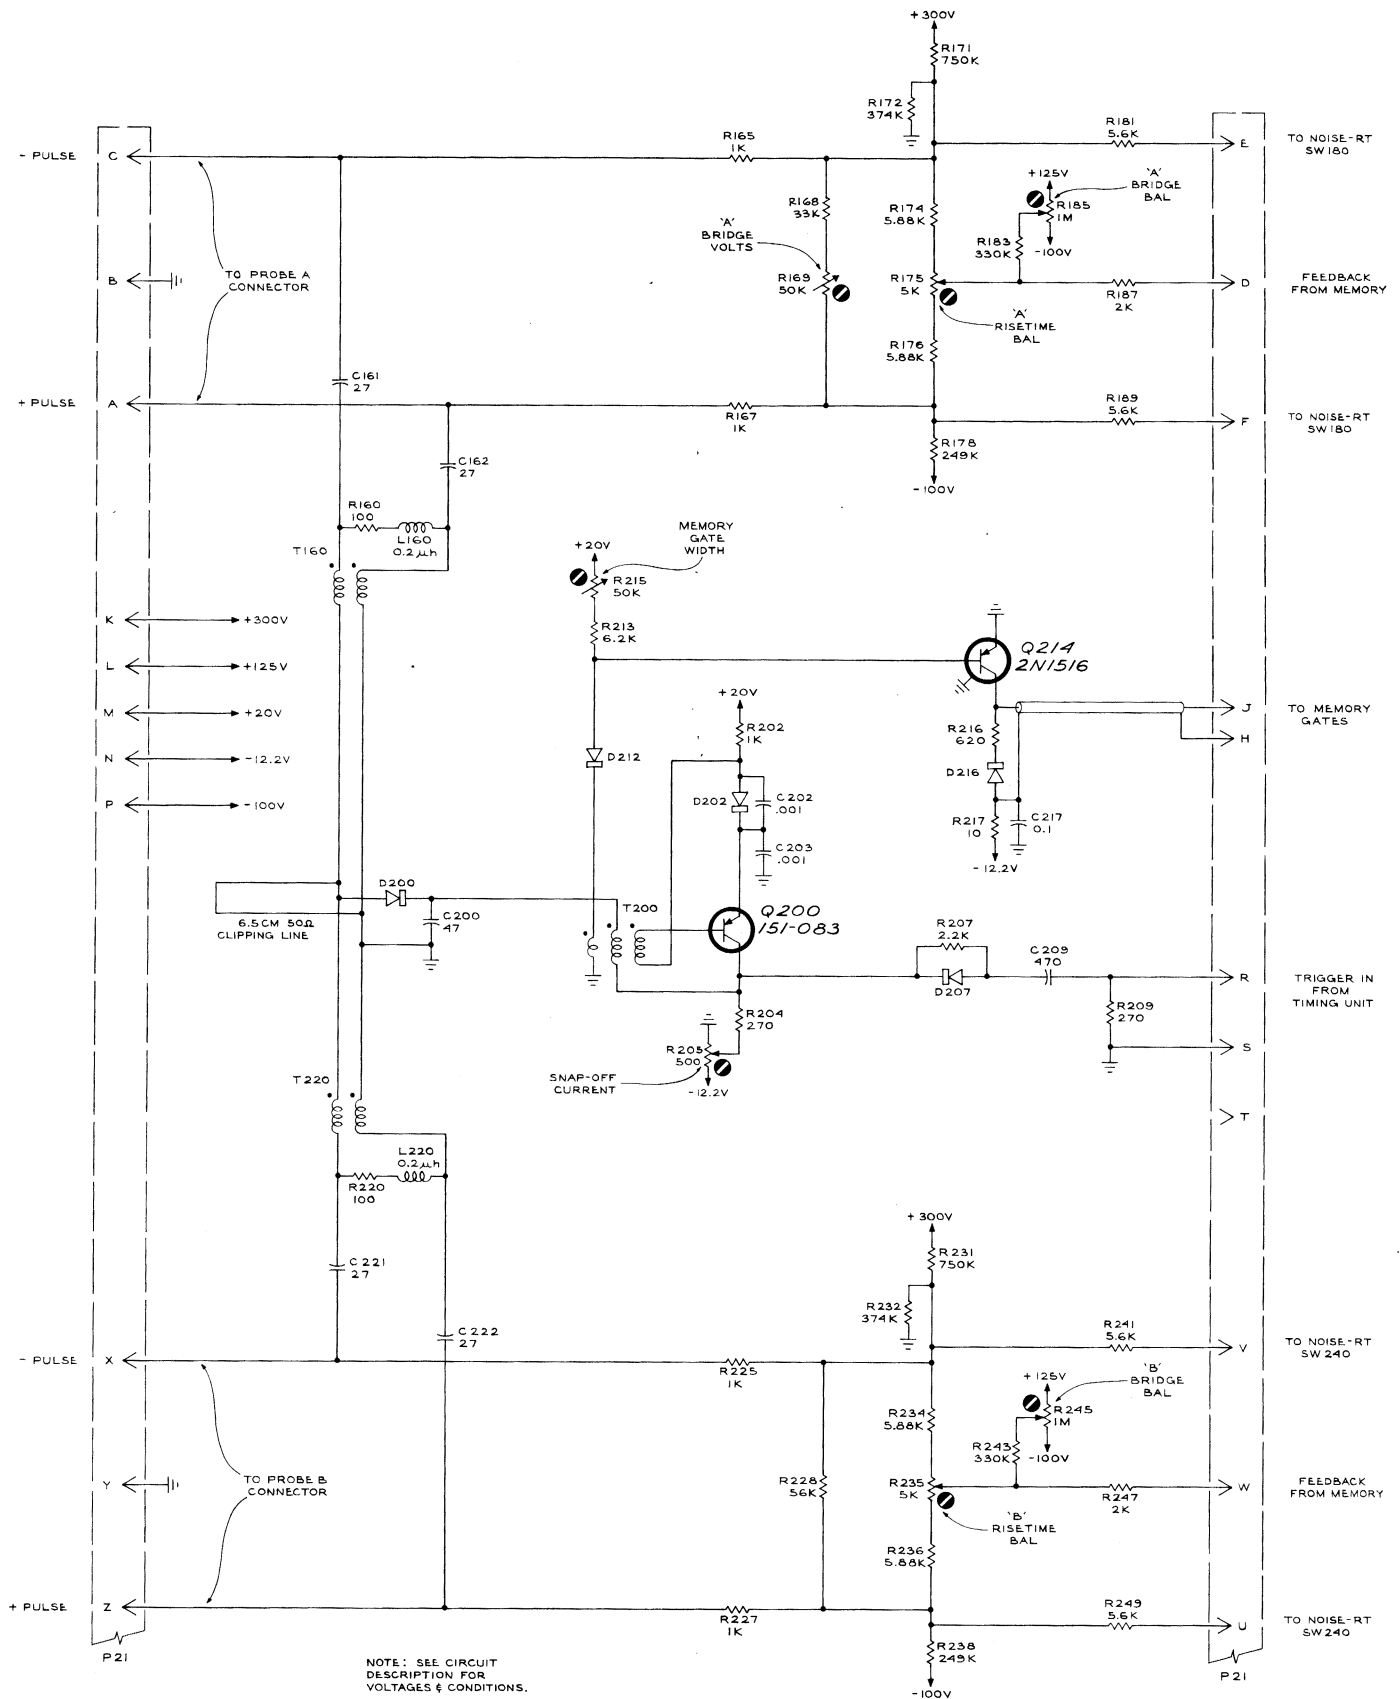 +300V
R171
750K
R172
374K
R165
1K
R181
5.6K
- PULSE
C
E
TO NOISE-RT
SW180
+125V
'A'
BRIDGE
BAL
R168
33K
R174
5.88K
R185
1M
'A'
BRIDGE
VOLTS
R183
330K
-100V
TO PROBE A
CONNECTOR
B
R169
50K
R175
5K
R187
2K
D
FEEDBACK
FROM MEMORY
'A'
RISETIME
BAL
R176
5.88K
C161
27
+ PULSE
A
R167
1K
R189
5.6K
F
TO NOISE-RT
SW180
C162
27
R178
249K
-100V
R160
100
L160
0.2µh
T160
MEMORY
GATE
WIDTH
+20V
R215
50K
K
+300V
R213
6.2K
Q214
2N1516
L
+125V
M
+20V
+20V
J
TO MEMORY
GATES
R202
1K
R216
620
H
N
-12.2V
D212
D216
P
-100V
D202
C202
.001
R217
10
C217
0.1
C203
.001
-12.2V
D200
6.5CM 50Ω
CLIPPING LINE
C200
47
T200
Q200
151-083
R207
2.2K
C209
470
D207
R
TRIGGER IN
FROM
TIMING UNIT
R204
270
R209
270
R205
500
S
SNAP-OFF
CURRENT
-12.2V
T220
T
L220
0.2µh
R220
100
+300V
R231
750K
C221
27
R232
374K
C222
27
R241
5.6K
- PULSE
X
R225
1K
V
TO NOISE-RT
SW240
+125V
'B'
BRIDGE
BAL
R234
5.88K
R245
1M
R243
330K
-100V
TO PROBE B
CONNECTOR
Y
R228
56K
R235
5K
R247
2K
W
FEEDBACK
FROM MEMORY
'B'
RISETIME
BAL
R236
5.88K
+ PULSE
Z
R227
1K
R249
5.6K
U
TO NOISE-RT
SW240
R238
249K
-100V
P21
P21
NOTE: SEE CIRCUIT
DESCRIPTION FOR
VOLTAGES & CONDITIONS.